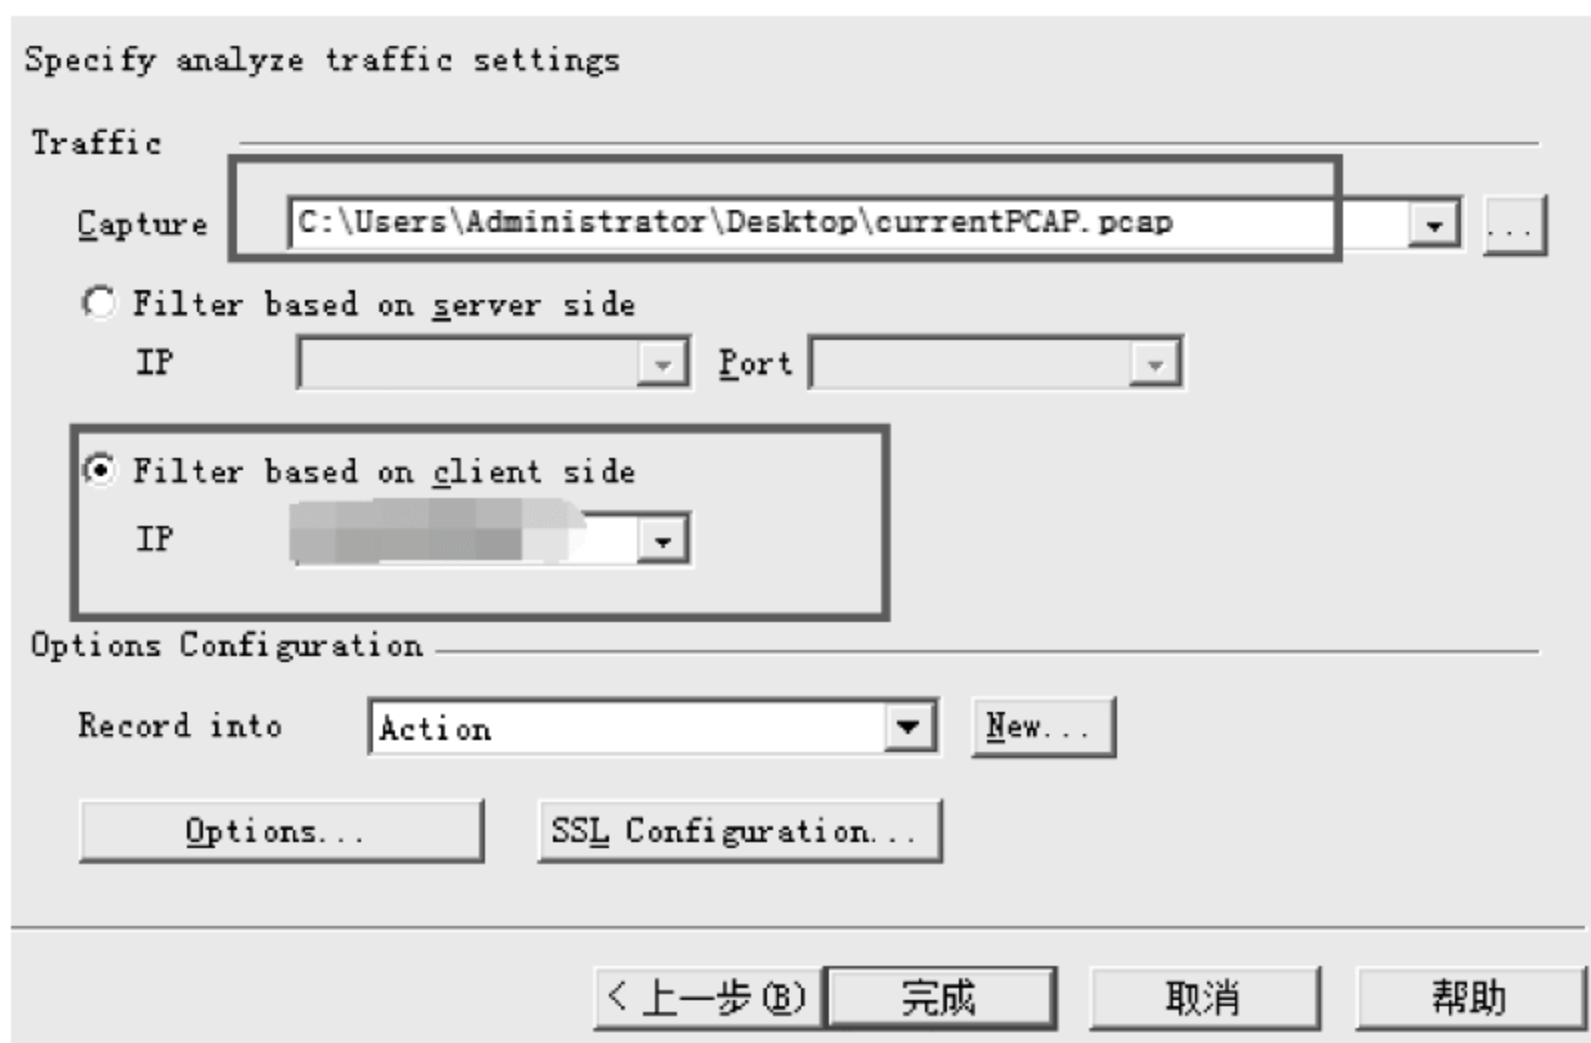 Specify analyze traffic settings
Traffic
Capture C:\Users\Administrator\Desktop\currentPCAP.pcap ...
Filter based on server side
IP Port
Filter based on client side
IP
Options Configuration
Record into Action New...
Options... SSL Configuration...
< 上一步(B) 完成 取消 帮助